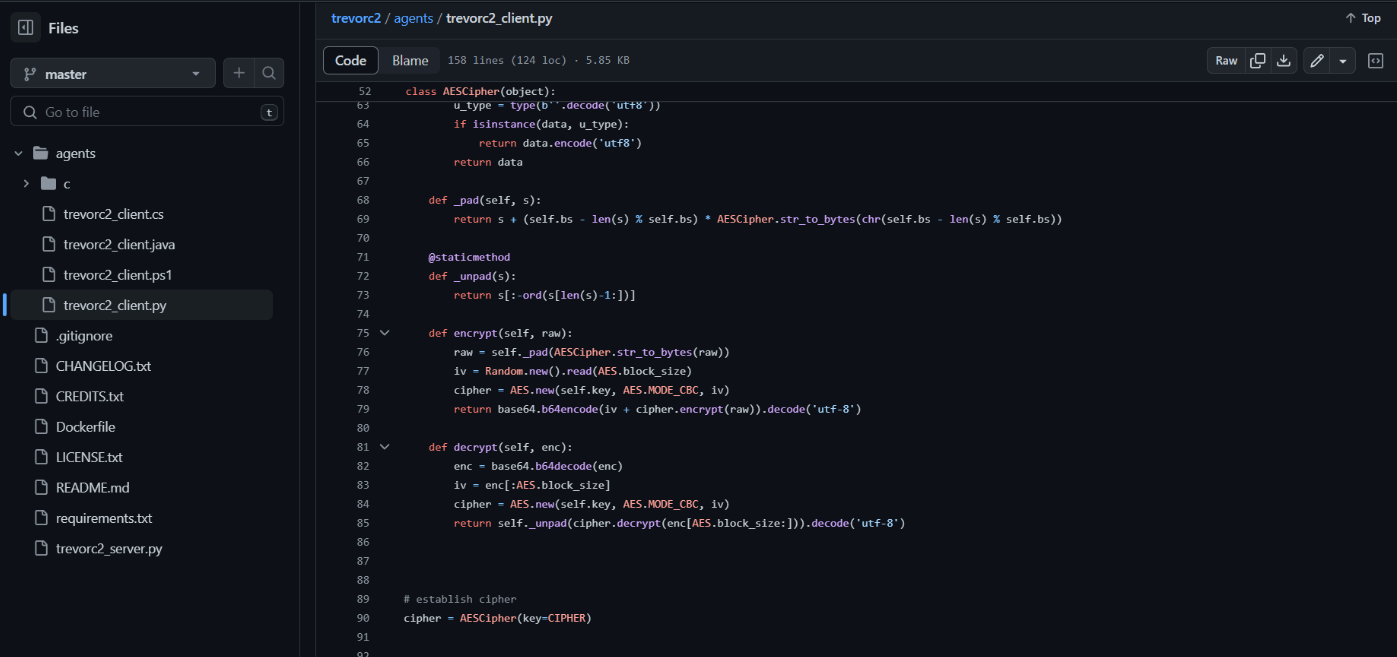 Files
master
Go to file
t
agents
c
trevorc2_client.cs
trevorc2_client.java
trevorc2_client.ps1
trevorc2_client.py
.gitignore
CHANGELOG.txt
CREDITS.txt
Dockerfile
LICENSE.txt
README.md
requirements.txt
trevorc2_server.py
trevorc2 / agents / trevorc2_client.py
Top
Code Blame 158 lines (124 loc) · 5.85 KB
Raw
52 class AESCipher(object):
63         u_type = type(b''.decode('utf8'))
64         if isinstance(data, u_type):
65             return data.encode('utf8')
66         return data
67
68     def _pad(self, s):
69         return s + (self.bs - len(s) % self.bs) * AESCipher.str_to_bytes(chr(self.bs - len(s) % self.bs))
70
71     @staticmethod
72     def _unpad(s):
73         return s[:-ord(s[len(s)-1:])]
74
75     def encrypt(self, raw):
76         raw = self._pad(AESCipher.str_to_bytes(raw))
77         iv = Random.new().read(AES.block_size)
78         cipher = AES.new(self.key, AES.MODE_CBC, iv)
79         return base64.b64encode(iv + cipher.encrypt(raw)).decode('utf-8')
80
81     def decrypt(self, enc):
82         enc = base64.b64decode(enc)
83         iv = enc[:AES.block_size]
84         cipher = AES.new(self.key, AES.MODE_CBC, iv)
85         return self._unpad(cipher.decrypt(enc[AES.block_size:])).decode('utf-8')
86
87
88
89 # establish cipher
90 cipher = AESCipher(key=CIPHER)
91
92